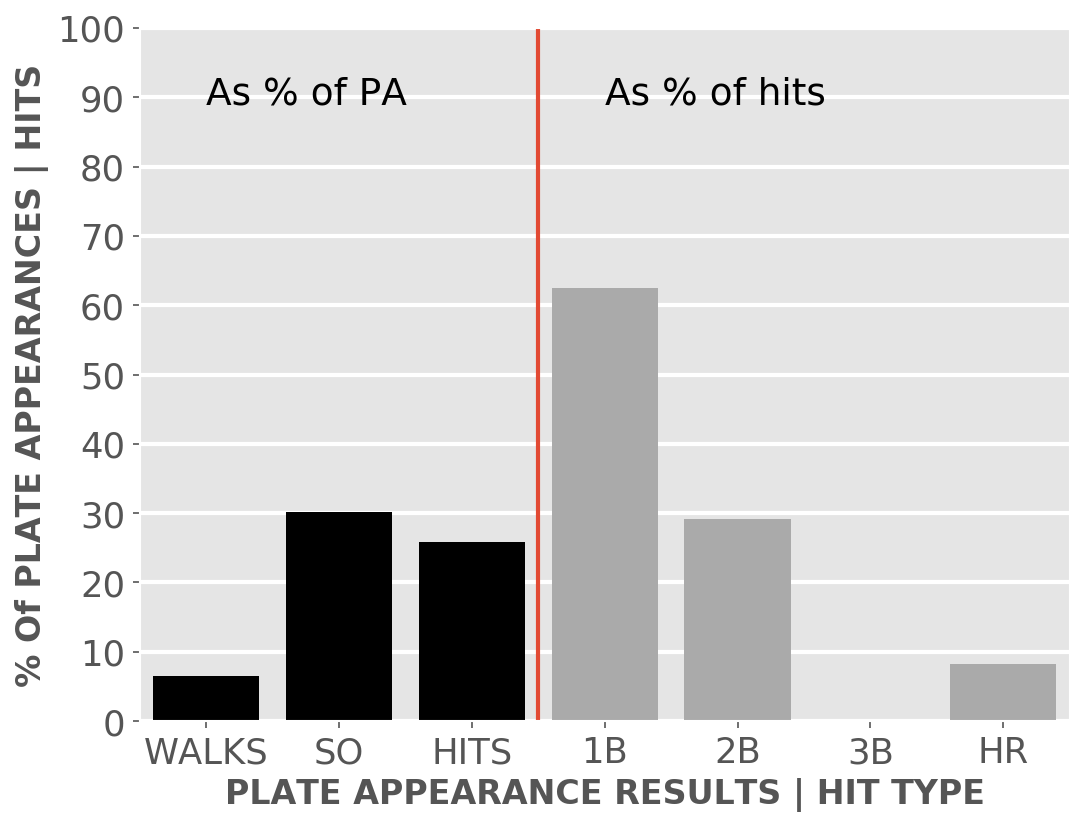 % Of PLATE APPEARANCES | HITS
100
90
80
70
60
50
40
30
20
10
0
As % of PA
As % of hits
WALKS SO HITS 1B 2B 3B HR
PLATE APPEARANCE RESULTS | HIT TYPE